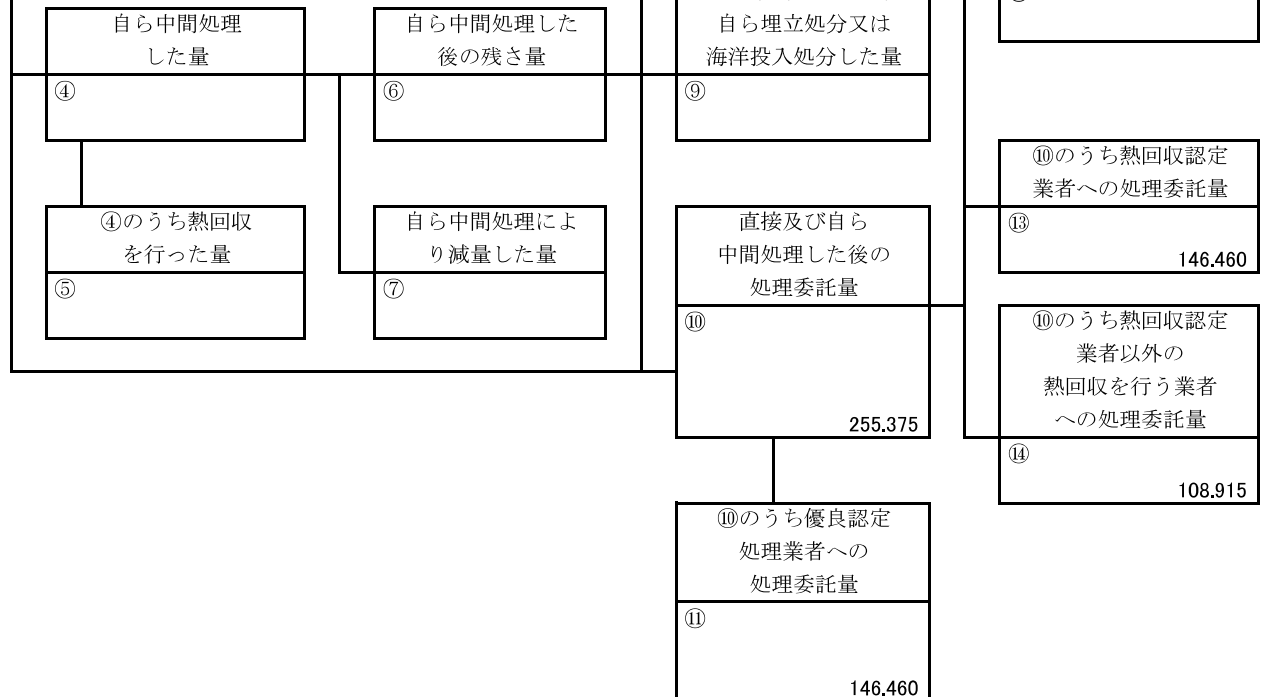 自ら中間処理
した量
④
自ら中間処理した
後の残さ量
⑥
自ら埋立処分又は
海洋投入処分した量
⑨
⑩のうち熱回収認定
業者への処理委託量
⑬
146.460
④のうち熱回収
を行った量
⑤
自ら中間処理によ
り減量した量
⑦
直接及び自ら
中間処理した後の
処理委託量
⑩
255.375
⑩のうち熱回収認定
業者以外の
熱回収を行う業者
への処理委託量
⑭
108.915
⑩のうち優良認定
処理業者への
処理委託量
⑪
146.460